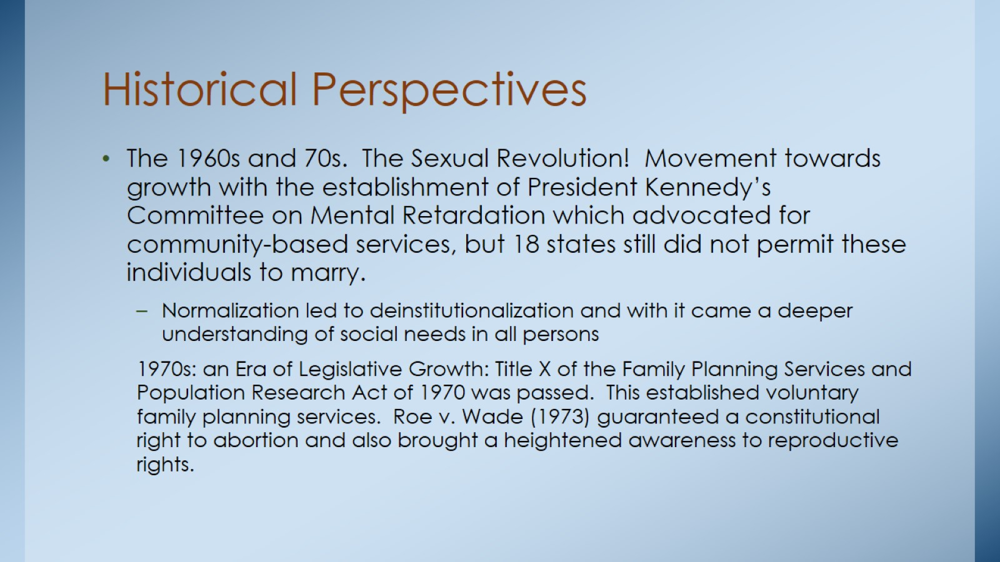 Historical Perspectives
• The 1960s and 70s.  The Sexual Revolution!  Movement towards
growth with the establishment of President Kennedy’s
Committee on Mental Retardation which advocated for
community-based services, but 18 states still did not permit these
individuals to marry.
– Normalization led to deinstitutionalization and with it came a deeper
understanding of social needs in all persons
1970s: an Era of Legislative Growth: Title X of the Family Planning Services and
Population Research Act of 1970 was passed.  This established voluntary
family planning services.  Roe v. Wade (1973) guaranteed a constitutional
right to abortion and also brought a heightened awareness to reproductive
rights.